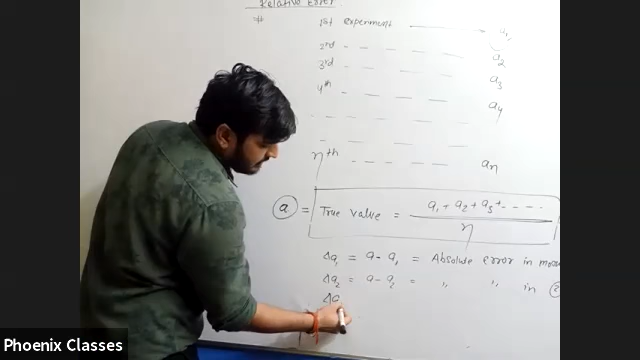 Relative Error
# 1st experiment ——→ a₁,
2nd — — — — a₂
3rd — — — — a₃
4th — — — — a₄
— — — — —
nth — — — — aₙ
a = True value = a₁ + a₂ + a₃ + - - - - / n
Δa₁ = a - a₁ = Absolute error in
Δa₂ = a - a₂ = " " in 2
Δa
Phoenix Classes